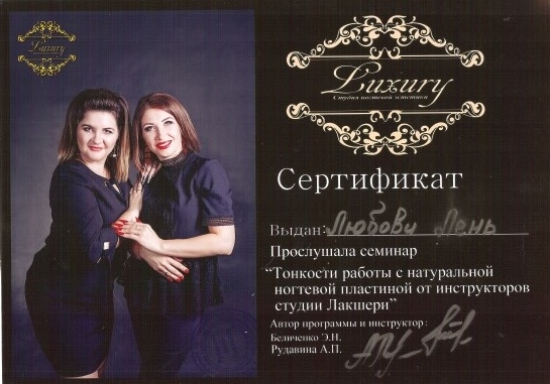 Luxury
Luxury
Студия ногтевой эстетики
Сертификат
Выдан: Любови Лень
Прослушала семинар
“Тонкости работы с натуральной
ногтевой пластиной от инструкторов
студии Лакшери”
Автор программы и инструктор:
Беличенко Э.Н.
Рудавина А.П.